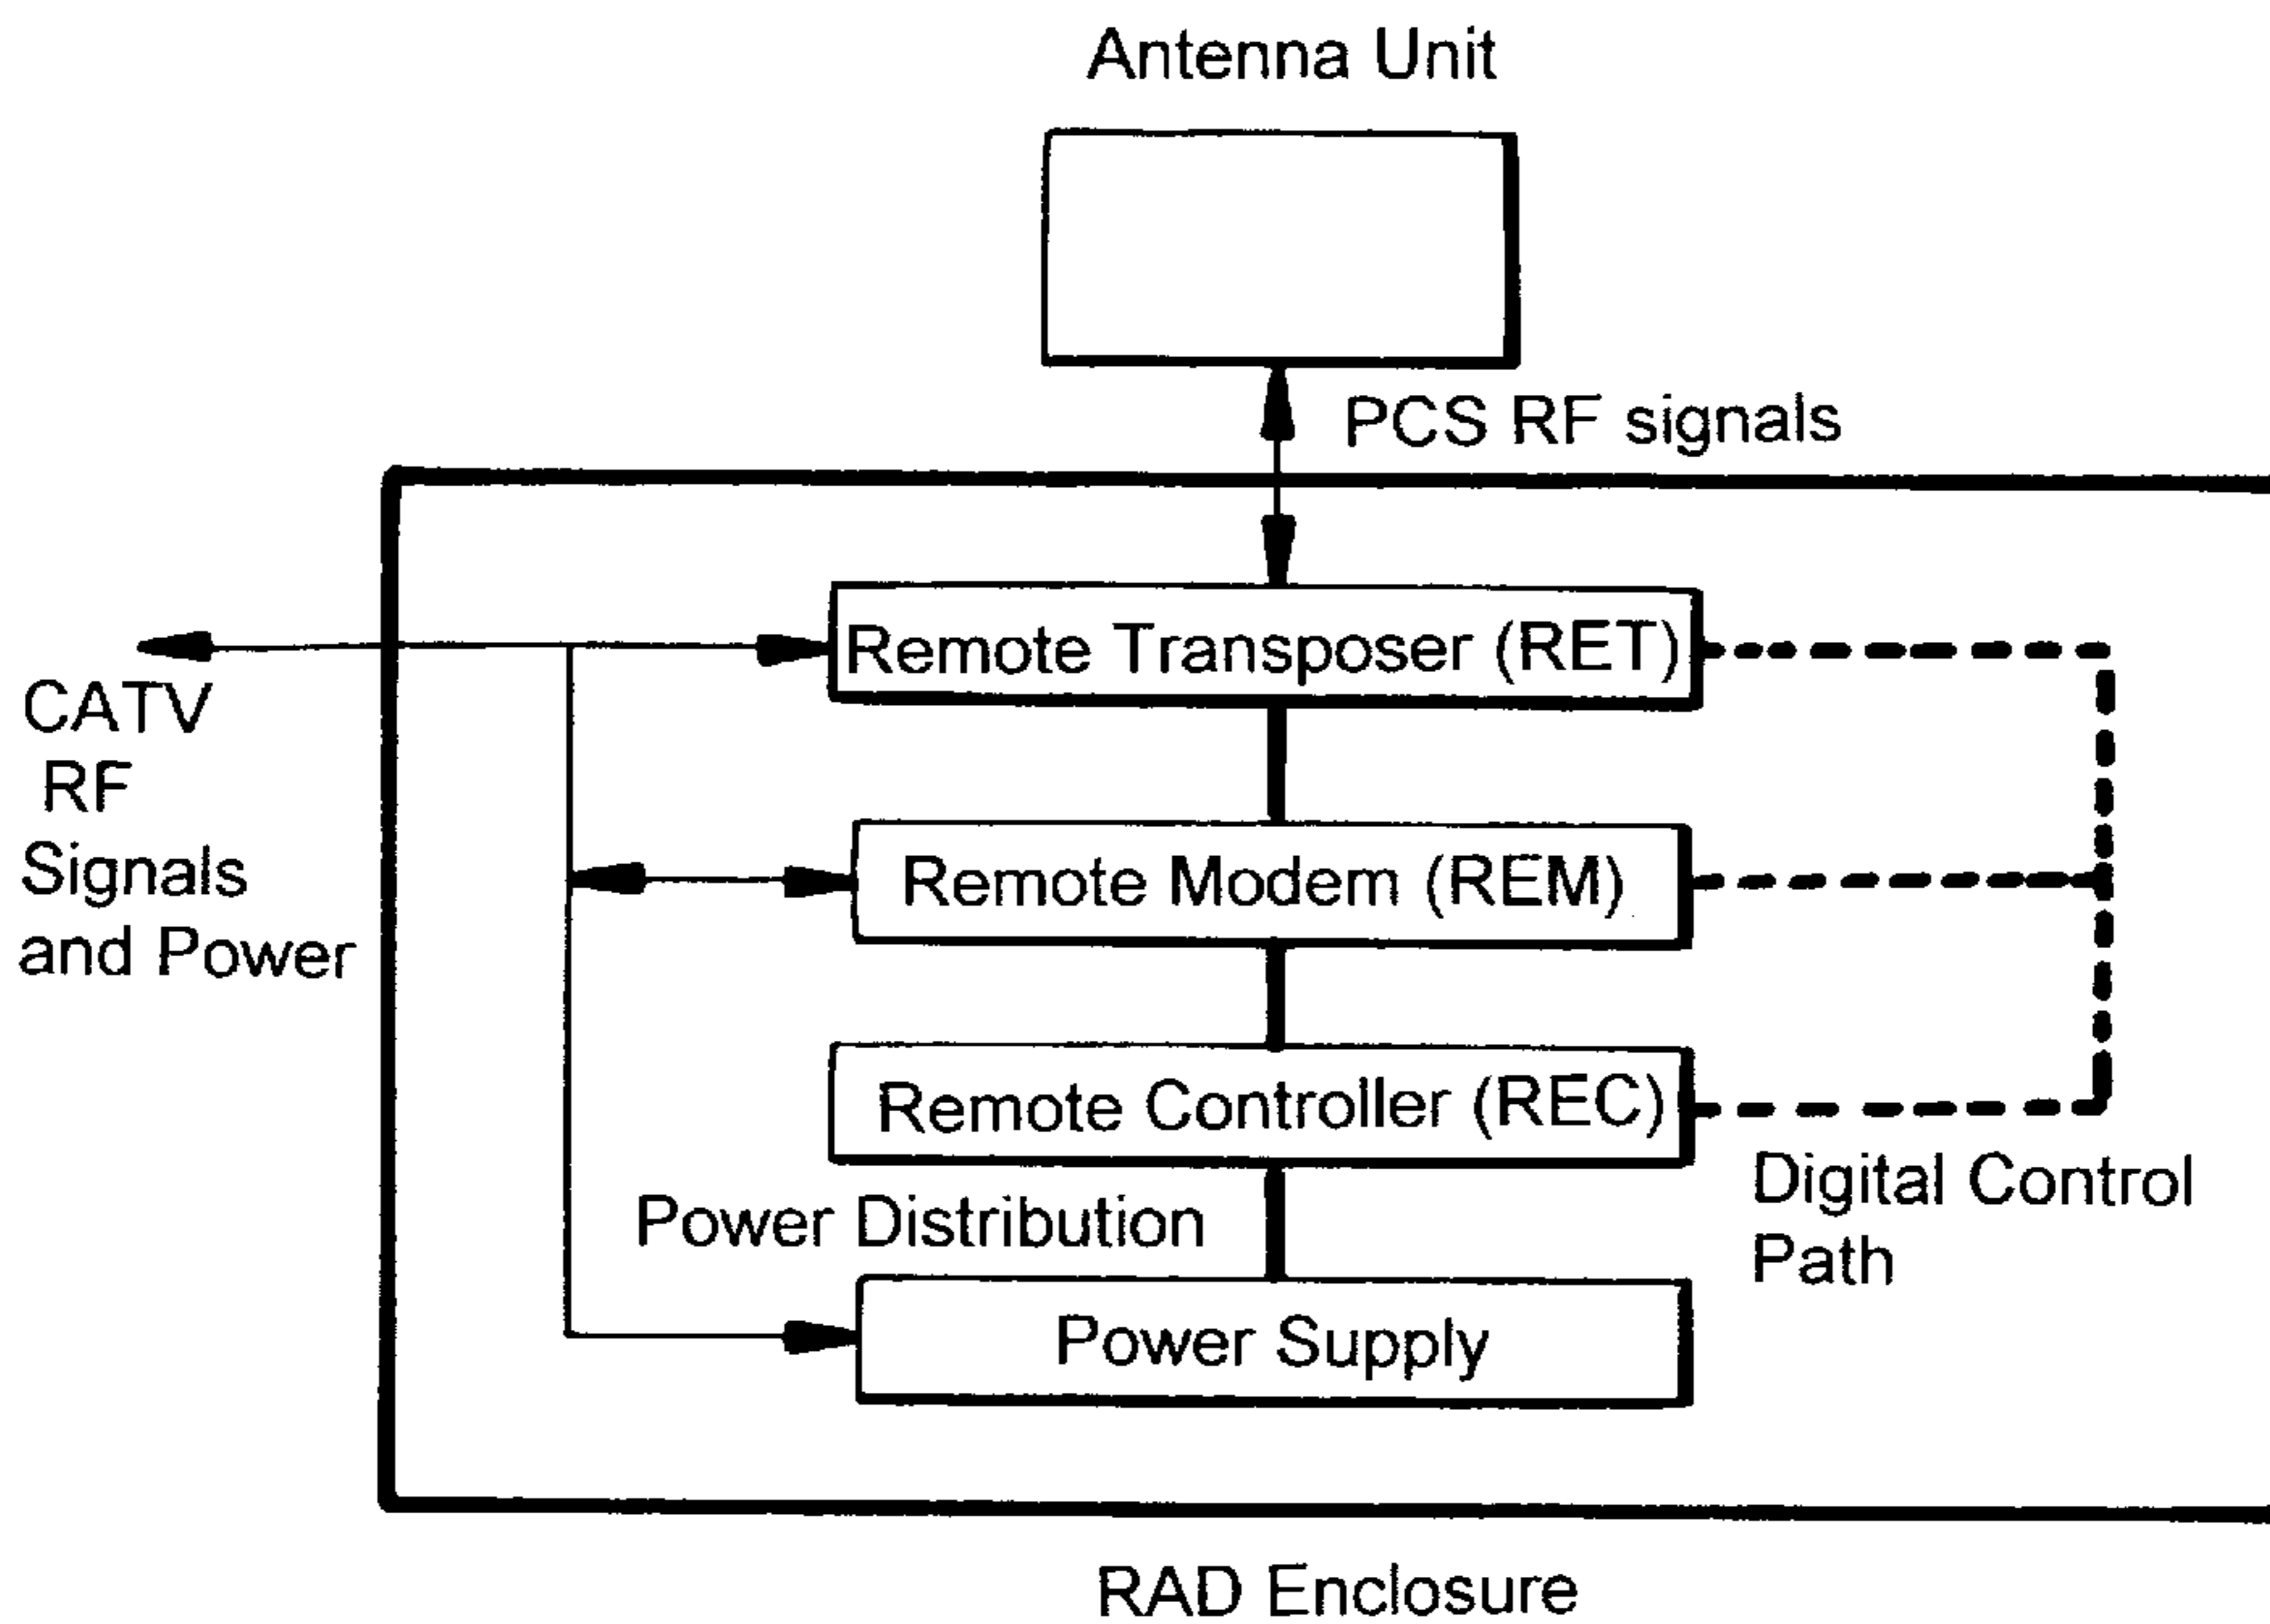 Antenna Unit
PCS RF signals
Remote Transposer (RET)
CATV
RF
Signals
and Power
Remote Modem (REM)
Remote Controller (REC)
Digital Control
Path
Power Distribution
Power Supply
RAD Enclosure